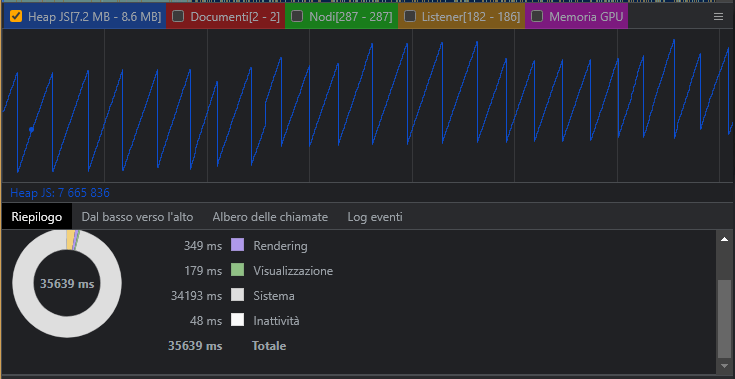 Heap JS[7.2 MB - 8.6 MB] Documenti[2 - 2] Nodi[287 - 287] Listener[182 - 186] Memoria GPU
Heap JS: 7 665 836
Riepilogo Dal basso verso l'alto Albero delle chiamate Log eventi
349 ms Rendering
179 ms Visualizzazione
35639 ms
34193 ms Sistema
48 ms Inattività
35639 ms Totale